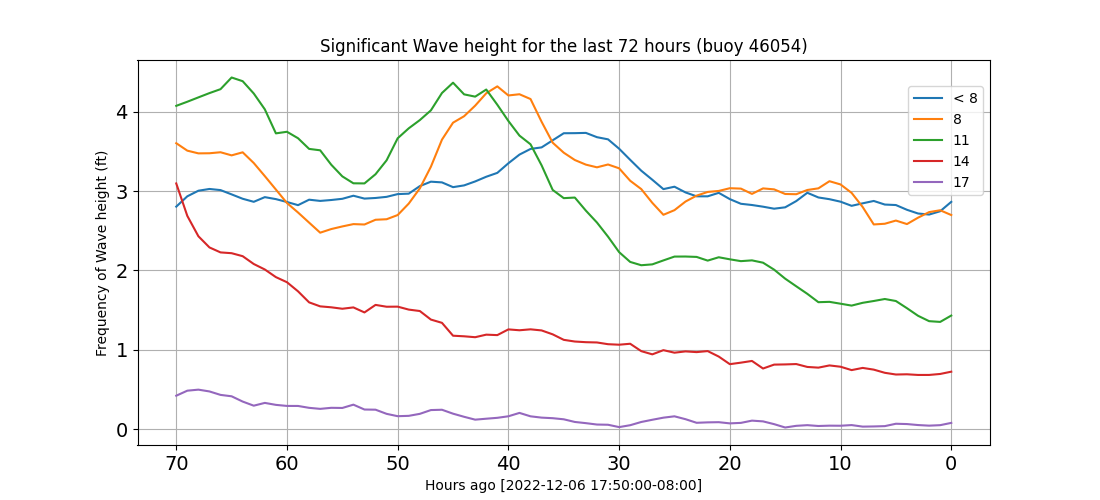 Significant Wave height for the last 72 hours (buoy 46054)
Frequency of Wave height (ft)
4
3
2
1
0
< 8
8
11
14
17
70 60 50 40 30 20 10 0
Hours ago [2022-12-06 17:50:00-08:00]